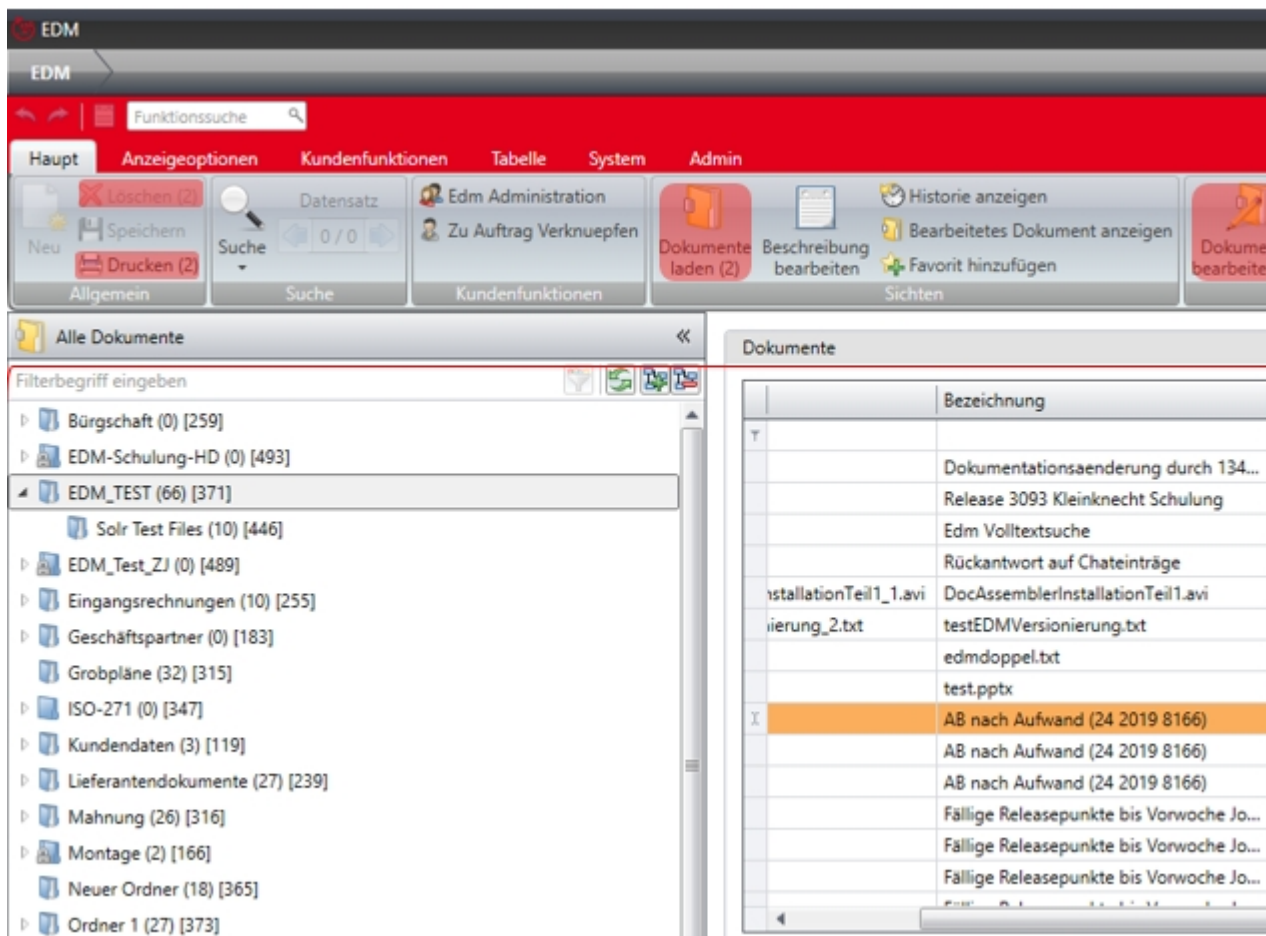 EDM
EDM
Funktionssuche
Haupt Anzeigeoptionen Kundenfunktionen Tabelle System Admin
Neu
Löschen (2)
Speichern
Drucken (2)
Allgemein
Suche
Datensatz
0 / 0
Suche
Edm Administration
Zu Auftrag Verknuepfen
Kundenfunktionen
Dokumente
laden (2)
Beschreibung
bearbeiten
Historie anzeigen
Bearbeitetes Dokument anzeigen
Favorit hinzufügen
Sichten
Dokume
bearbeite
Alle Dokumente
Filterbegriff eingeben
Bürgschaft (0) [259]
EDM-Schulung-HD (0) [493]
EDM_TEST (66) [371]
Solr Test Files (10) [446]
EDM_Test_ZJ (0) [489]
Eingangsrechnungen (10) [255]
Geschäftspartner (0) [183]
Grobpläne (32) [315]
ISO-271 (0) [347]
Kundendaten (3) [119]
Lieferantendokumente (27) [239]
Mahnung (26) [316]
Montage (2) [166]
Neuer Ordner (18) [365]
Ordner 1 (27) [373]
Dokumente
Bezeichnung
Dokumentationsaenderung durch 134...
Release 3093 Kleinknecht Schulung
Edm Volltextsuche
Rückantwort auf Chateinträge
nstallationTeil1_1.avi DocAssemblerInstallationTeil1.avi
ierung_2.txt testEDMVersionierung.txt
edmdoppel.txt
test.pptx
AB nach Aufwand (24 2019 8166)
AB nach Aufwand (24 2019 8166)
AB nach Aufwand (24 2019 8166)
Fällige Releasepunkte bis Vorwoche Jo...
Fällige Releasepunkte bis Vorwoche Jo...
Fällige Releasepunkte bis Vorwoche Jo...